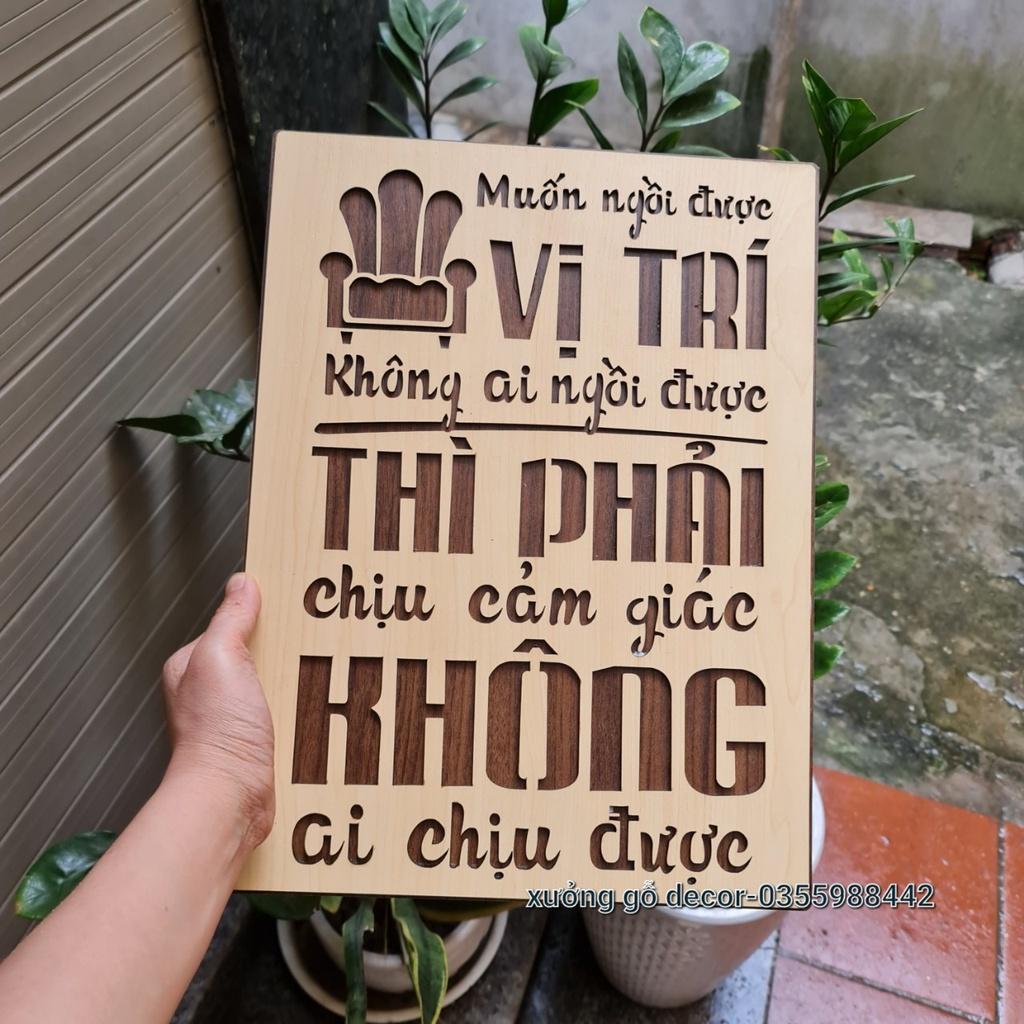 Muốn ngồi được
VỊ TRÍ
Không ai ngồi được
THÌ PHẢI
chịu cảm giác
KHÔNG
ai chịu được
xưởng gỗ decor-0355988442